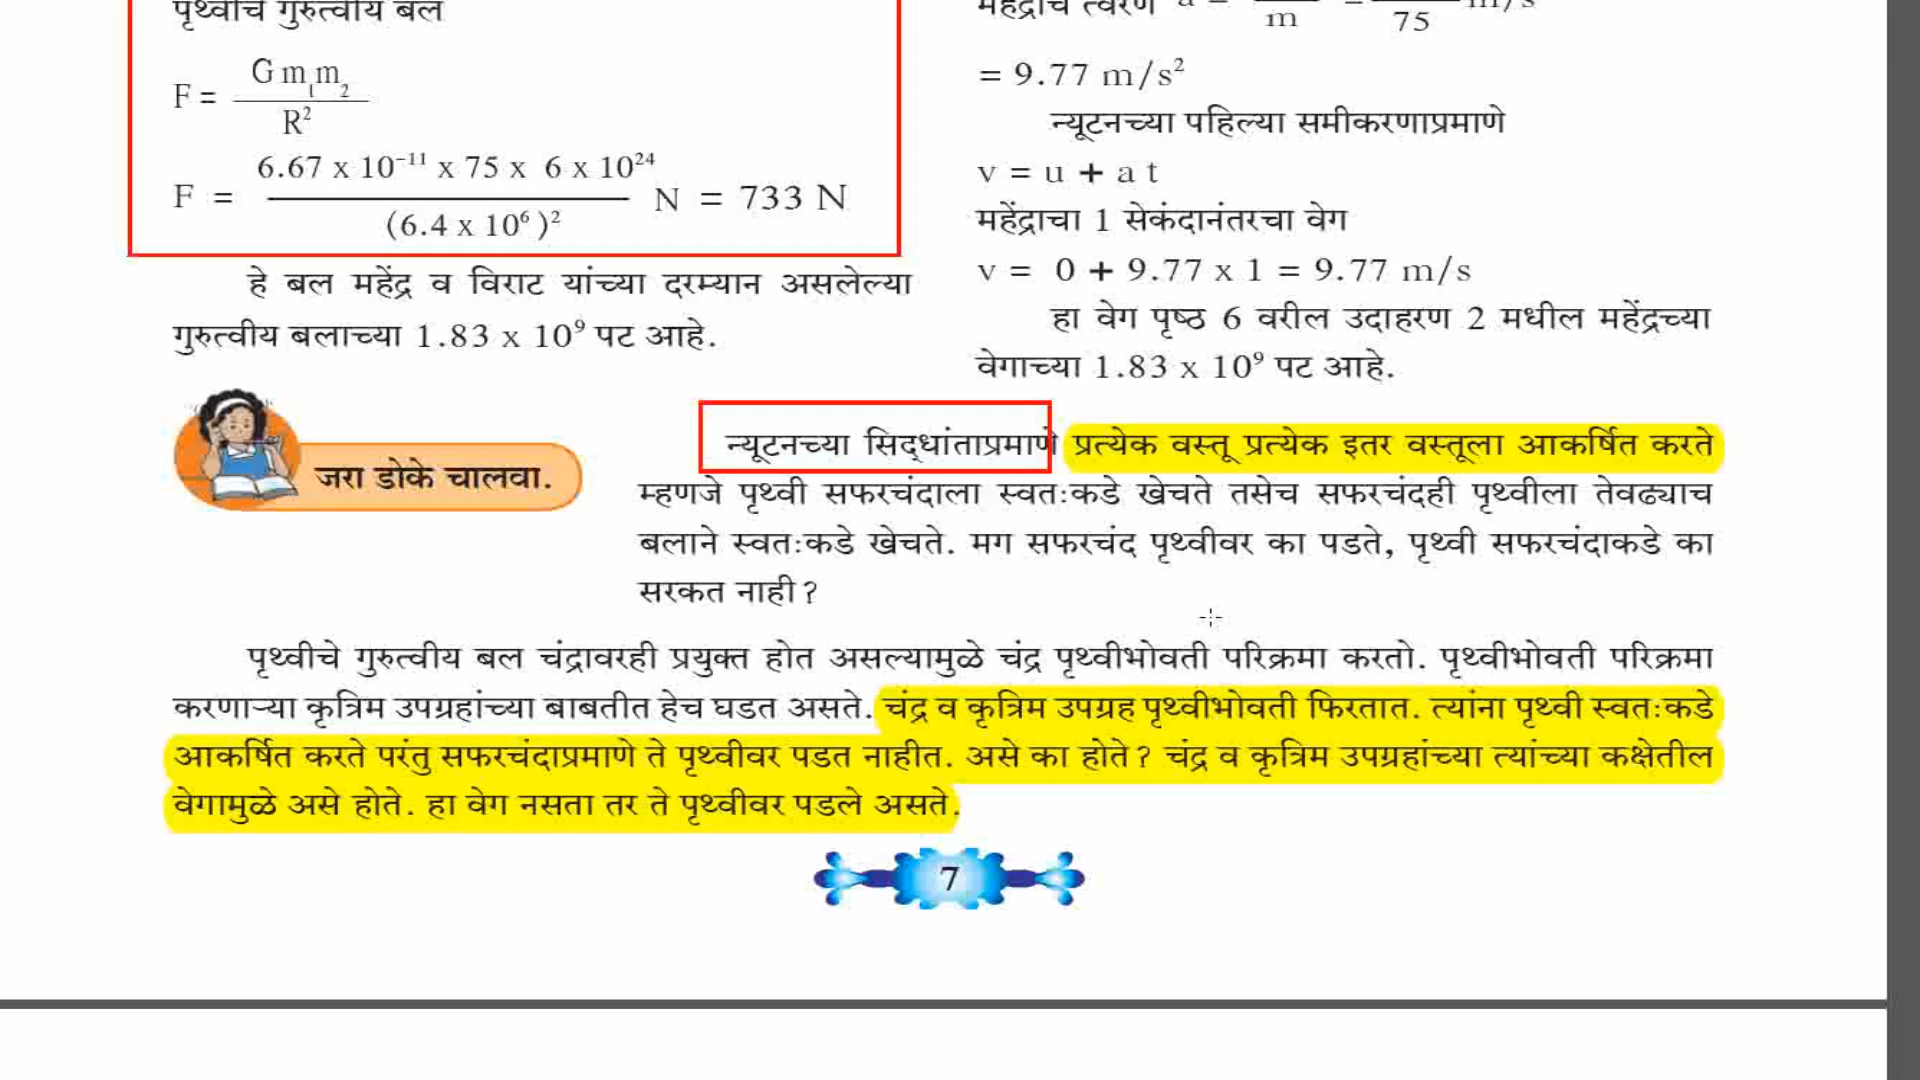 पृथ्वीचे गुरुत्वीय बल
F = G m₁m₂ / R²
F = 6.67 x 10⁻¹¹ x 75 x 6 x 10²⁴ / (6.4 x 10⁶ )² N = 733 N
हे बल महेंद्र व विराट यांच्या दरम्यान असलेल्या
गुरुत्वीय बलाच्या 1.83 x 10⁹ पट आहे.
महेंद्राचे त्वरण a = m = 75 m/s
= 9.77 m/s²
न्यूटनच्या पहिल्या समीकरणाप्रमाणे
v = u + a t
महेंद्राचा 1 सेकंदानंतरचा वेग
v = 0 + 9.77 x 1 = 9.77 m/s
हा वेग पृष्ठ 6 वरील उदाहरण 2 मधील महेंद्रच्या
वेगाच्या 1.83 x 10⁹ पट आहे.
जरा डोके चालवा.
न्यूटनच्या सिद्धांताप्रमाणे प्रत्येक वस्तू प्रत्येक इतर वस्तूला आकर्षित करते
म्हणजे पृथ्वी सफरचंदाला स्वतःकडे खेचते तसेच सफरचंदही पृथ्वीला तेवढ्याच
बलाने स्वतःकडे खेचते. मग सफरचंद पृथ्वीवर का पडते, पृथ्वी सफरचंदाकडे का
सरकत नाही?
पृथ्वीचे गुरुत्वीय बल चंद्रावरही प्रयुक्त होत असल्यामुळे चंद्र पृथ्वीभोवती परिक्रमा करतो. पृथ्वीभोवती परिक्रमा
करणाऱ्या कृत्रिम उपग्रहांच्या बाबतीत हेच घडत असते. चंद्र व कृत्रिम उपग्रह पृथ्वीभोवती फिरतात. त्यांना पृथ्वी स्वतःकडे
आकर्षित करते परंतु सफरचंदाप्रमाणे ते पृथ्वीवर पडत नाहीत. असे का होते? चंद्र व कृत्रिम उपग्रहांच्या त्यांच्या कक्षेतील
वेगामुळे असे होते. हा वेग नसता तर ते पृथ्वीवर पडले असते.
7